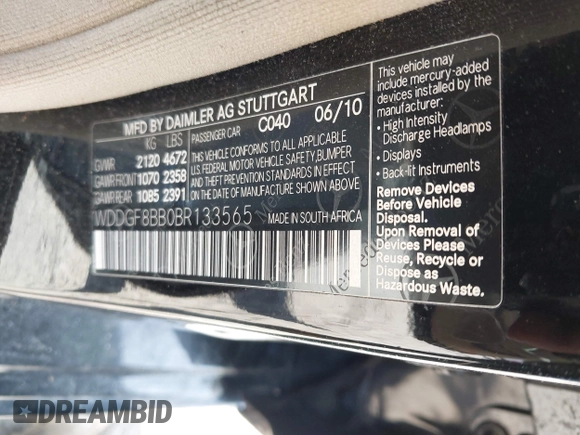 MFD BY DAIMLER AG STUTTGART
KG LBS
GVWR 2120 4672
GAWR FRONT 1070 2358
GAWR REAR 1085 2391
PASSENGER CAR C040 06/10
THIS VEHICLE CONFORMS TO ALL APPLICABLE
U.S. FEDERAL MOTOR VEHICLE SAFETY, BUMPER
AND THEFT PREVENTION STANDARDS IN EFFECT
ON THE DATE OF MANUFACTURE SHOWN ABOVE.
WDDGF8BB0BR133565 MADE IN SOUTH AFRICA
This vehicle may
include mercury-added
devices installed by the
manufacturer:
• High Intensity
Discharge Headlamps
• Displays
• Back-lit Instruments
Remove Devices
Before Vehicle
Disposal.
Upon Removal of
Devices Please
Reuse, Recycle or
Dispose as
Hazardous Waste.
DREAMBID